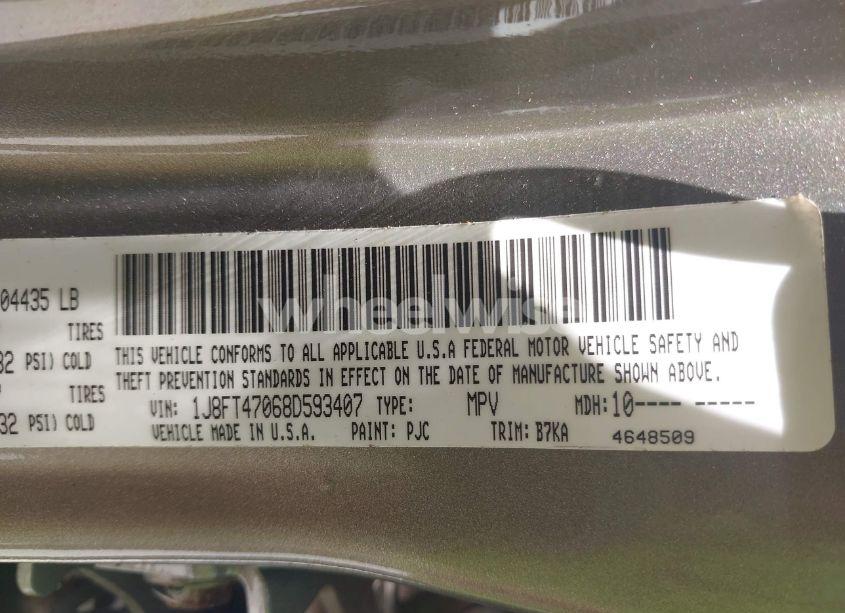 04435 LB
TIRES
32 PSI) COLD
TIRES
32 PSI) COLD
THIS VEHICLE CONFORMS TO ALL APPLICABLE U.S.A FEDERAL MOTOR VEHICLE SAFETY AND
THEFT PREVENTION STANDARDS IN EFFECT ON THE DATE OF MANUFACTURE SHOWN ABOVE.
VIN: 1J8FT47068D593407 TYPE: MPV MDH: 10---- -----
VEHICLE MADE IN U.S.A. PAINT: PJC TRIM: B7KA 4648509
wheelwise